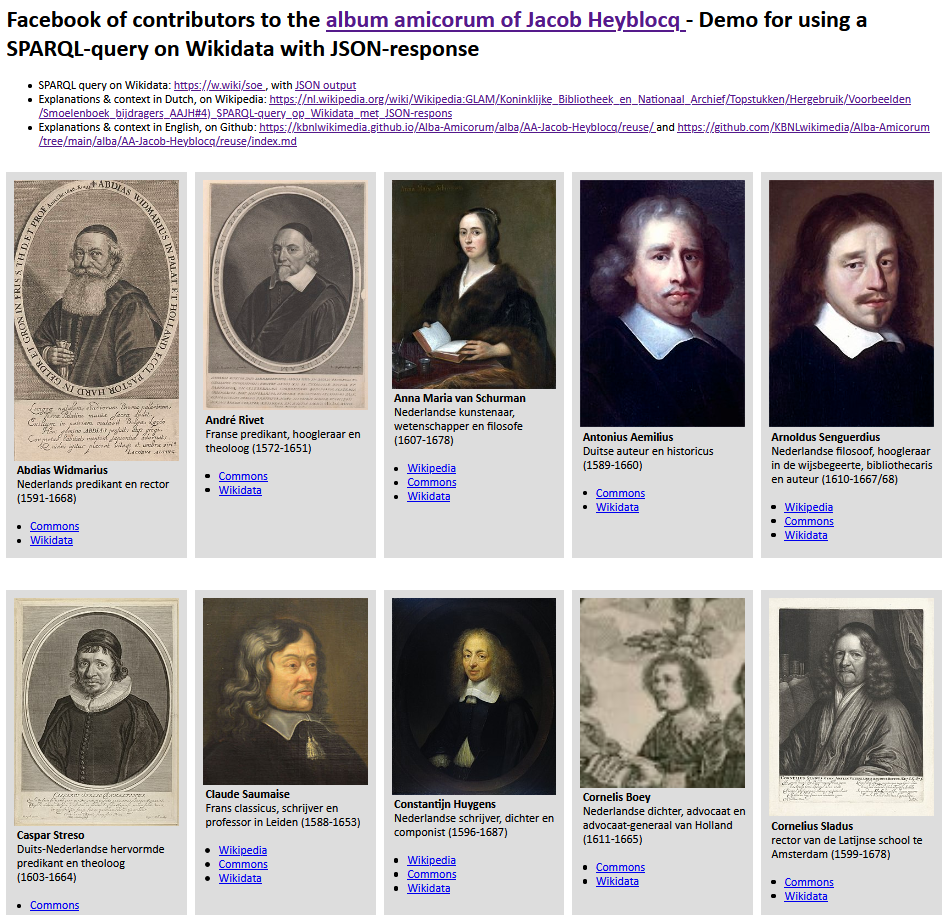 Facebook of contributors to the album amicorum of Jacob Heyblocq - Demo for using a
SPARQL-query on Wikidata with JSON-response
• SPARQL query on Wikidata: https://w.wiki/soe , with JSON output
• Explanations & context in Dutch, on Wikipedia: https://nl.wikipedia.org/wiki/Wikipedia:GLAM/Koninklijke_Bibliotheek_en_Nationaal_Archief/Topstukken/Hergebruik/Voorbeelden
/Smoelenboek_bijdragers_AAJH#4)_SPARQL-query_op_Wikidata_met_JSON-respons
• Explanations & context in English, on Github: https://kbnlwikimedia.github.io/Alba-Amicorum/alba/AA-Jacob-Heyblocq/reuse/ and https://github.com/KBNLwikimedia/Alba-Amicorum
/tree/main/alba/AA-Jacob-Heyblocq/reuse/index.md
ABDIAS WIDMARIUS IN PALAT ET HOLLAND ECCL PASTOR HARD IN GELDR ET GRON IN FRIS S. TH. D. ET PROF
Abdias Widmarius
Nederlands predikant en rector
(1591-1668)
• Commons
• Wikidata
André Rivet
Franse predikant, hoogleraar en
theoloog (1572-1651)
• Commons
• Wikidata
Anna Maria van Schurman
Nederlandse kunstenaar,
wetenschapper en filosofe
(1607-1678)
• Wikipedia
• Commons
• Wikidata
Antonius Aemilius
Duitse auteur en historicus
(1589-1660)
• Commons
• Wikidata
Arnoldus Senguerdius
Nederlandse filosoof, hoogleraar
in de wijsbegeerte, bibliothecaris
en auteur (1610-1667/68)
• Wikipedia
• Commons
• Wikidata
Caspar Streso
Duits-Nederlandse hervormde
predikant en theoloog
(1603-1664)
• Commons
Claude Saumaise
Frans classicus, schrijver en
professor in Leiden (1588-1653)
• Wikipedia
• Commons
• Wikidata
Constantijn Huygens
Nederlandse schrijver, dichter en
componist (1596-1687)
• Wikipedia
• Commons
• Wikidata
Cornelis Boey
Nederlandse dichter, advocaat en
advocaat-generaal van Holland
(1611-1665)
• Commons
• Wikidata
Cornelius Sladus
rector van de Latijnse school te
Amsterdam (1599-1678)
• Commons
• Wikidata